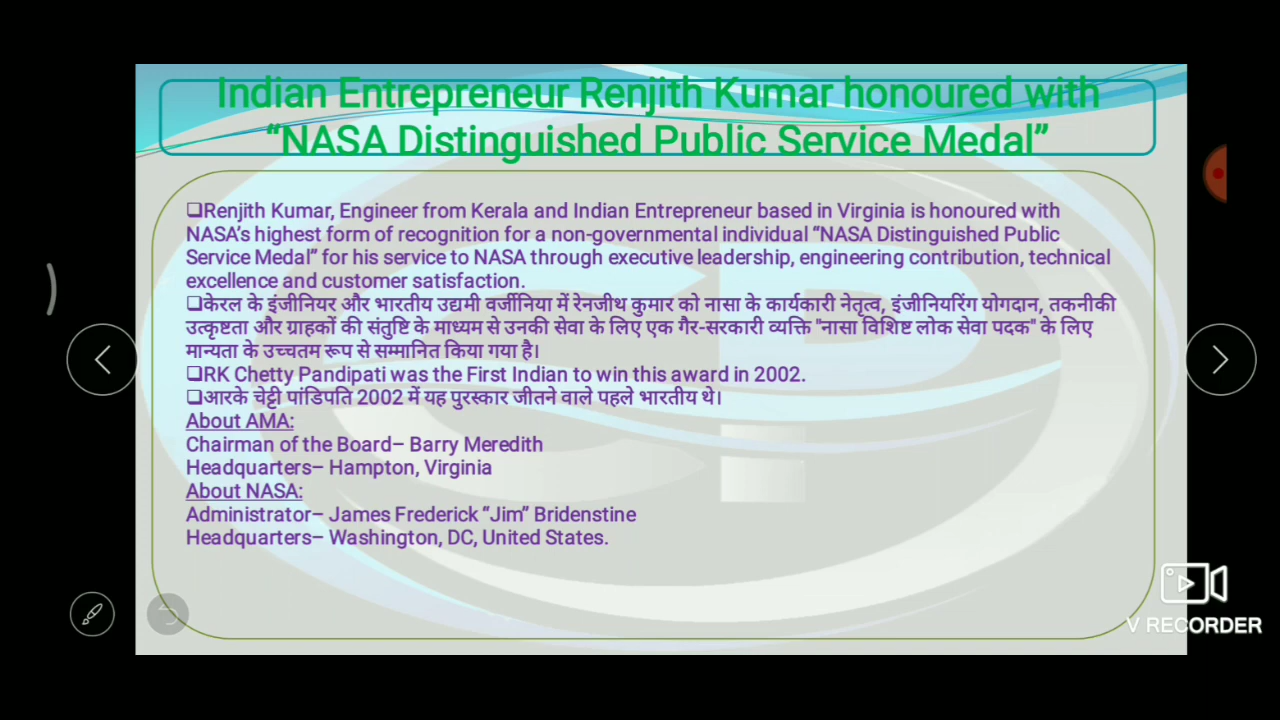 Indian Entrepreneur Renjith Kumar honoured with
“NASA Distinguished Public Service Medal”
❑Renjith Kumar, Engineer from Kerala and Indian Entrepreneur based in Virginia is honoured with
NASA’s highest form of recognition for a non-governmental individual “NASA Distinguished Public
Service Medal” for his service to NASA through executive leadership, engineering contribution, technical
excellence and customer satisfaction.
❑केरल के इंजीनियर और भारतीय उद्यमी वर्जीनिया में रेनजीथ कुमार को नासा के कार्यकारी नेतृत्व, इंजीनियरिंग योगदान, तकनीकी
उत्कृष्टता और ग्राहकों की संतुष्टि के माध्यम से उनकी सेवा के लिए एक गैर-सरकारी व्यक्ति "नासा विशिष्ट लोक सेवा पदक" के लिए
मान्यता के उच्चतम रूप से सम्मानित किया गया है।
❑RK Chetty Pandipati was the First Indian to win this award in 2002.
❑आरके चेट्टी पांडिपति 2002 में यह पुरस्कार जीतने वाले पहले भारतीय थे।
About AMA:
Chairman of the Board– Barry Meredith
Headquarters– Hampton, Virginia
About NASA:
Administrator– James Frederick “Jim” Bridenstine
Headquarters– Washington, DC, United States.
V RECORDER